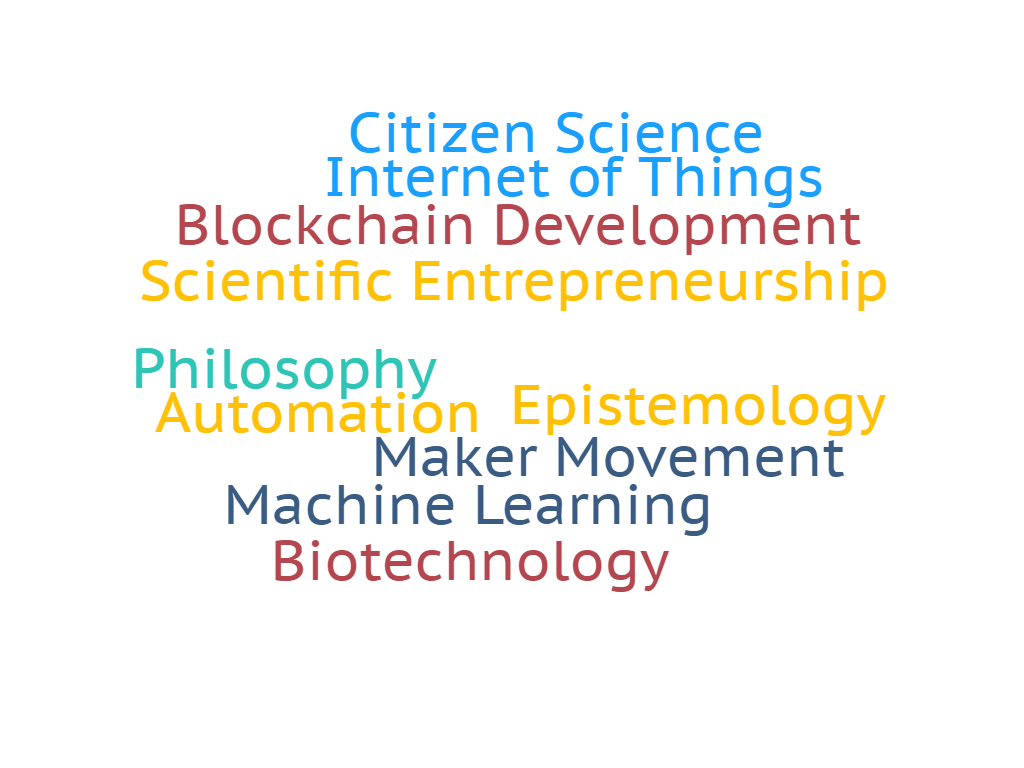 Citizen Science
Internet of Things
Blockchain Development
Scientific Entrepreneurship
Philosophy
Automation
Epistemology
Maker Movement
Machine Learning
Biotechnology